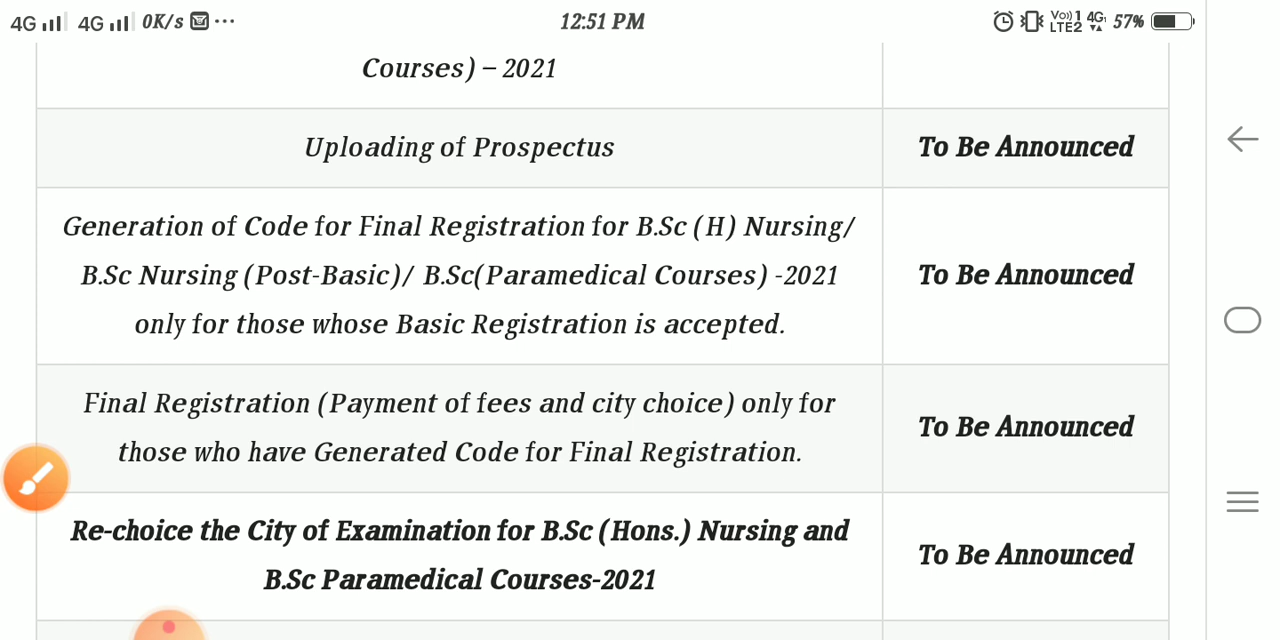 4G 4G 0K/s ... 12:51 PM Vo)) 1 LTE2 4G 57%
Courses) – 2021
Uploading of Prospectus To Be Announced
Generation of Code for Final Registration for B.Sc (H) Nursing/
B.Sc Nursing (Post-Basic)/ B.Sc(Paramedical Courses) -2021 To Be Announced
only for those whose Basic Registration is accepted.
Final Registration (Payment of fees and city choice) only for
those who have Generated Code for Final Registration. To Be Announced
Re-choice the City of Examination for B.Sc (Hons.) Nursing and
B.Sc Paramedical Courses-2021 To Be Announced